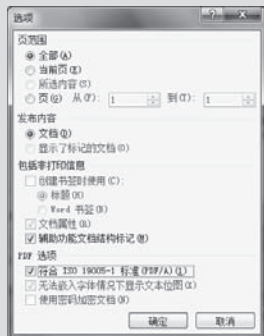 选项
页范围
全部(A)
当前页(E)
所选内容(S)
页(G) 从(F): 1 到(T): 1
发布内容
文档(D)
显示了标记的文档(O)
包括非打印信息
创建书签时使用(C):
标题(H)
Word 书签(B)
文档属性(R)
辅助功能文档结构标记(M)
PDF 选项
符合 ISO 19005-1 标准(PDF/A)(1)
无法嵌入字体情况下显示文本位图(X)
使用密码加密文档(N)
确定 取消